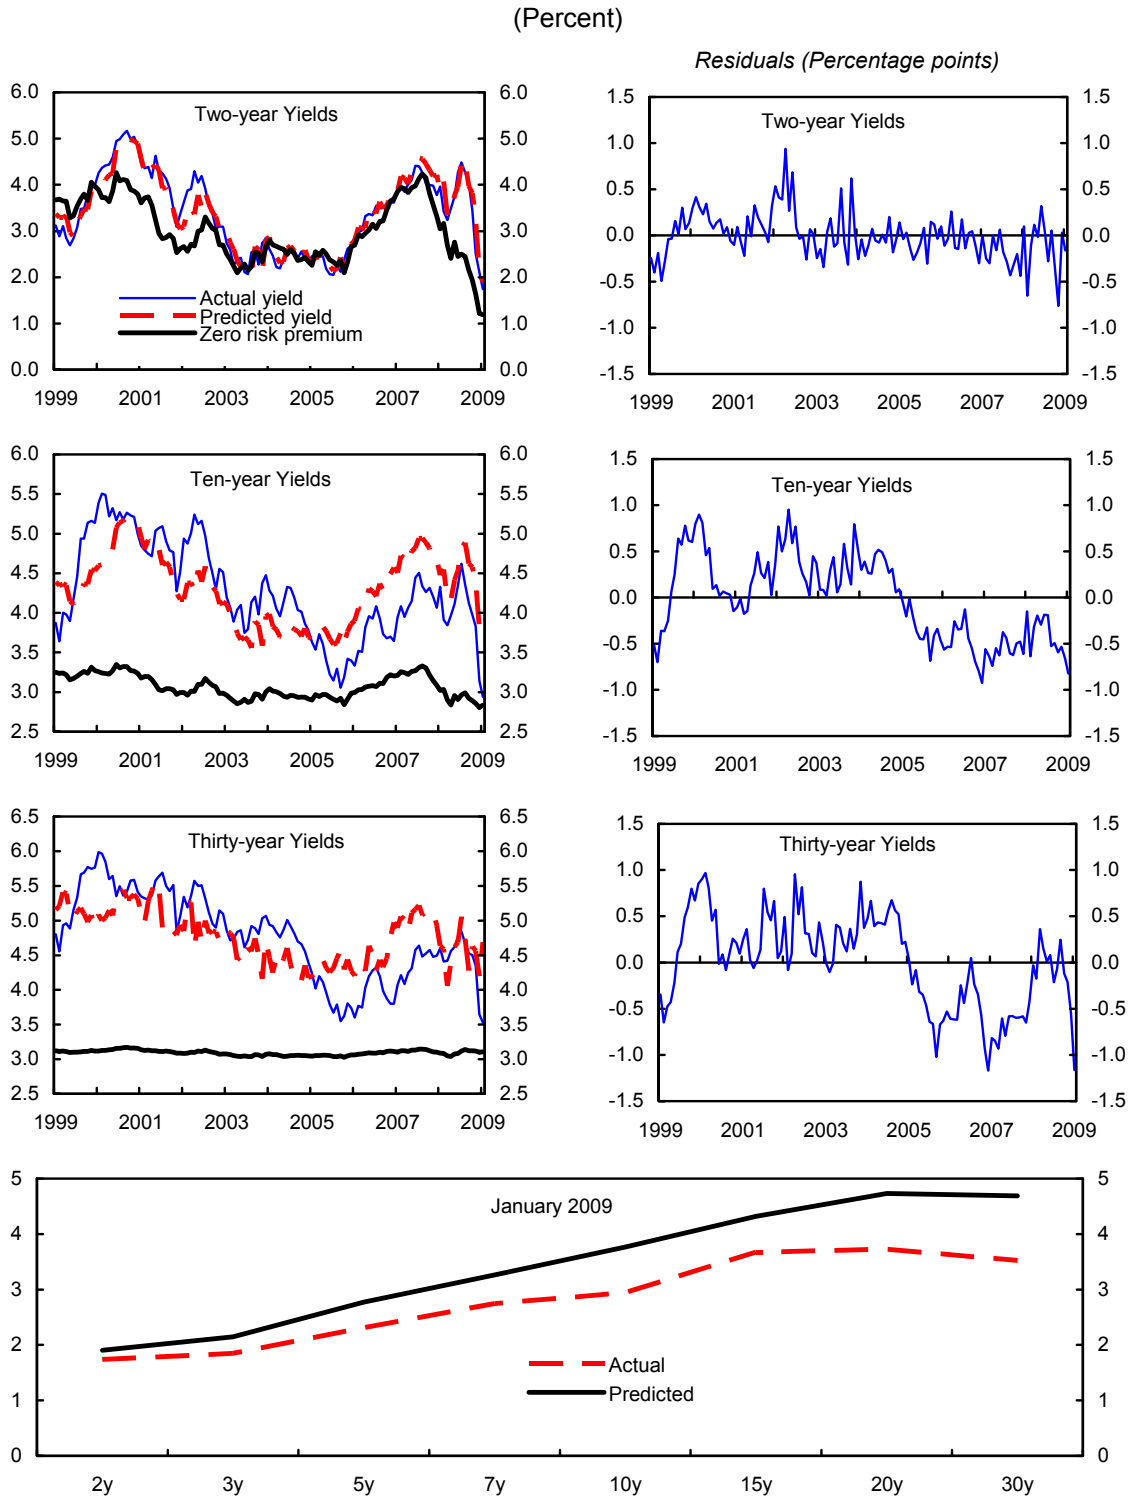 (Percent)
Residuals (Percentage points)
Two-year Yields
6.0 6.0
5.0 5.0
4.0 4.0
3.0 3.0
2.0 2.0
1.0 1.0
0.0 0.0
Actual yield
Predicted yield
Zero risk premium
1999 2001 2003 2005 2007 2009
Two-year Yields
1.5 1.5
1.0 1.0
0.5 0.5
0.0 0.0
-0.5 -0.5
-1.0 -1.0
-1.5 -1.5
1999 2001 2003 2005 2007 2009
Ten-year Yields
6.0 6.0
5.5 5.5
5.0 5.0
4.5 4.5
4.0 4.0
3.5 3.5
3.0 3.0
2.5 2.5
1999 2001 2003 2005 2007 2009
Ten-year Yields
1.5 1.5
1.0 1.0
0.5 0.5
0.0 0.0
-0.5 -0.5
-1.0 -1.0
-1.5 -1.5
1999 2001 2003 2005 2007 2009
Thirty-year Yields
6.5 6.5
6.0 6.0
5.5 5.5
5.0 5.0
4.5 4.5
4.0 4.0
3.5 3.5
3.0 3.0
2.5 2.5
1999 2001 2003 2005 2007 2009
Thirty-year Yields
1.5 1.5
1.0 1.0
0.5 0.5
0.0 0.0
-0.5 -0.5
-1.0 -1.0
-1.5 -1.5
1999 2001 2003 2005 2007 2009
January 2009
5 5
4 4
3 3
2 2
1 1
0 0
Actual
Predicted
2y 3y 5y 7y 10y 15y 20y 30y